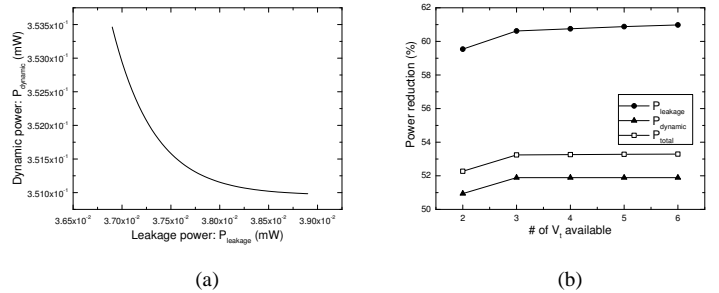 3.535x10⁻¹
3.530x10⁻¹
3.525x10⁻¹
3.520x10⁻¹
3.515x10⁻¹
3.510x10⁻¹
Dynamic power: P_dynamic (mW)
3.65x10⁻² 3.70x10⁻² 3.75x10⁻² 3.80x10⁻² 3.85x10⁻² 3.90x10⁻²
Leakage power: P_leakage (mW)
(a)
62
60
58
56
54
52
50
Power reduction (%)
P_leakage
P_dynamic
P_total
2 3 4 5 6
# of V_t available
(b)